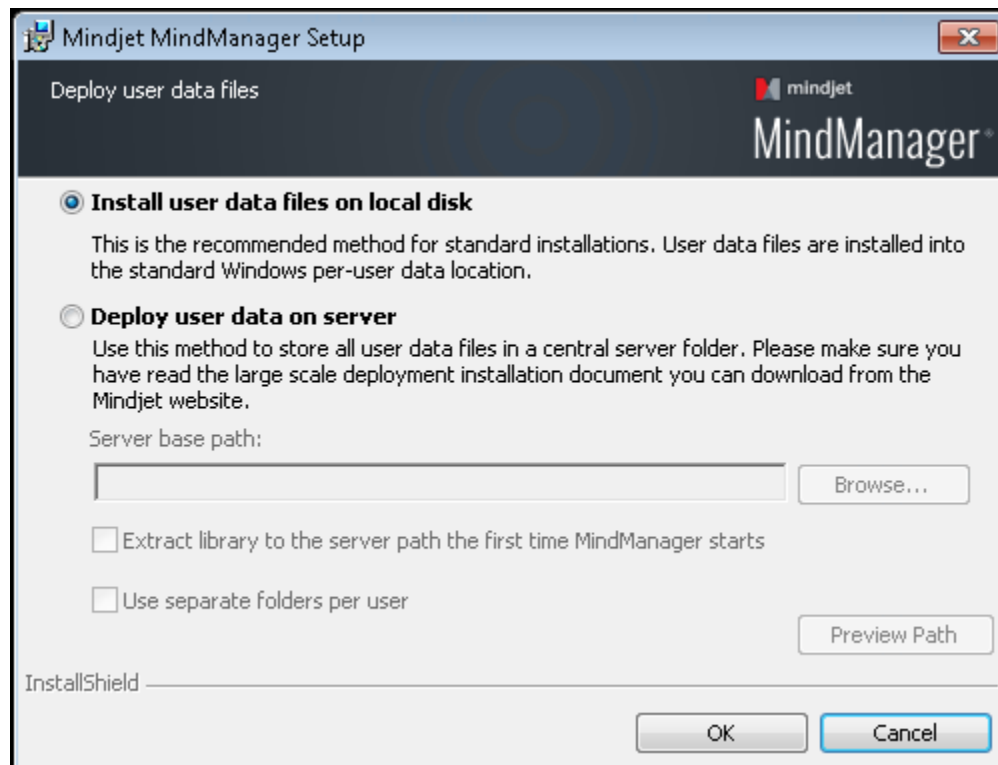 Mindjet MindManager Setup
Deploy user data files
mindjet
MindManager
Install user data files on local disk
This is the recommended method for standard installations. User data files are installed into
the standard Windows per-user data location.
Deploy user data on server
Use this method to store all user data files in a central server folder. Please make sure you
have read the large scale deployment installation document you can download from the
Mindjet website.
Server base path:
Browse...
Extract library to the server path the first time MindManager starts
Use separate folders per user
Preview Path
InstallShield
OK
Cancel